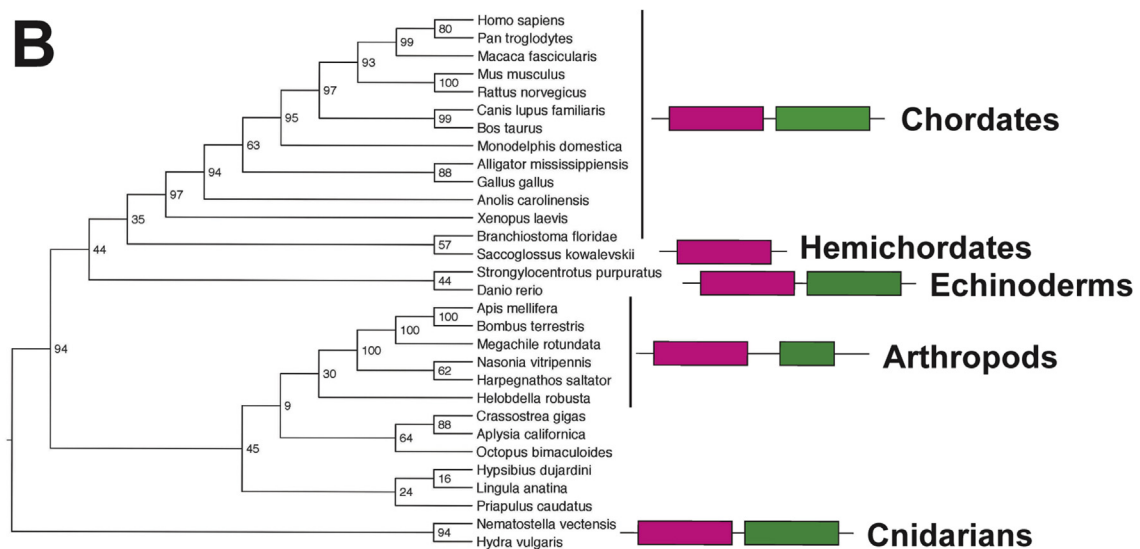 B
Homo sapiens
80
Pan troglodytes
99
Macaca fascicularis
93
Mus musculus
100
Rattus norvegicus
97
Canis lupus familiaris
99
Bos taurus
95
Monodelphis domestica
63
Alligator mississippiensis
88
Gallus gallus
94
Anolis carolinensis
97
Xenopus laevis
35
Branchiostoma floridae
57
Saccoglossus kowalevskii
44
Strongylocentrotus purpuratus
44
Danio rerio
94
Apis mellifera
100
Bombus terrestris
100
Megachile rotundata
100
Nasonia vitripennis
62
Harpegnathos saltator
30
Helobdella robusta
9
Crassostrea gigas
88
Aplysia californica
64
Octopus bimaculoides
45
Hypsibius dujardini
16
Lingula anatina
24
Priapulus caudatus
Nematostella vectensis
94
Hydra vulgaris
Chordates
Hemichordates
Echinoderms
Arthropods
Cnidarians